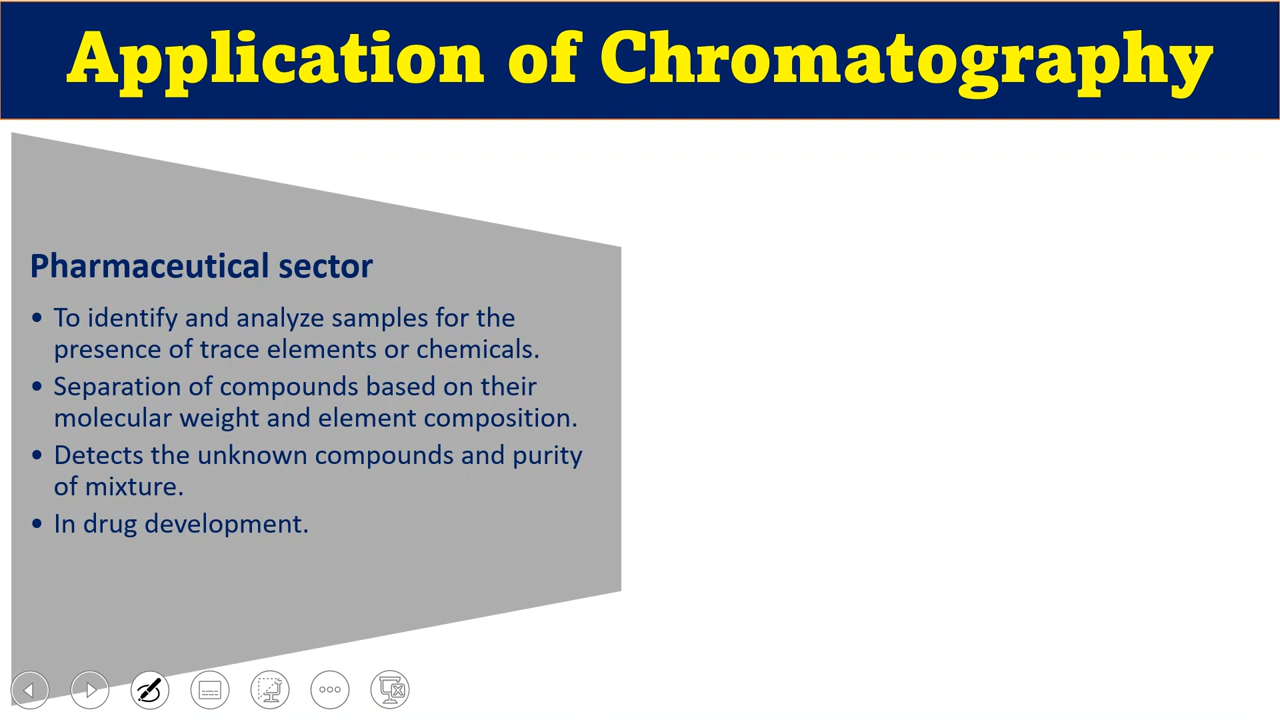 Application of Chromatography
Pharmaceutical sector
• To identify and analyze samples for the
presence of trace elements or chemicals.
• Separation of compounds based on their
molecular weight and element composition.
• Detects the unknown compounds and purity
of mixture.
• In drug development.